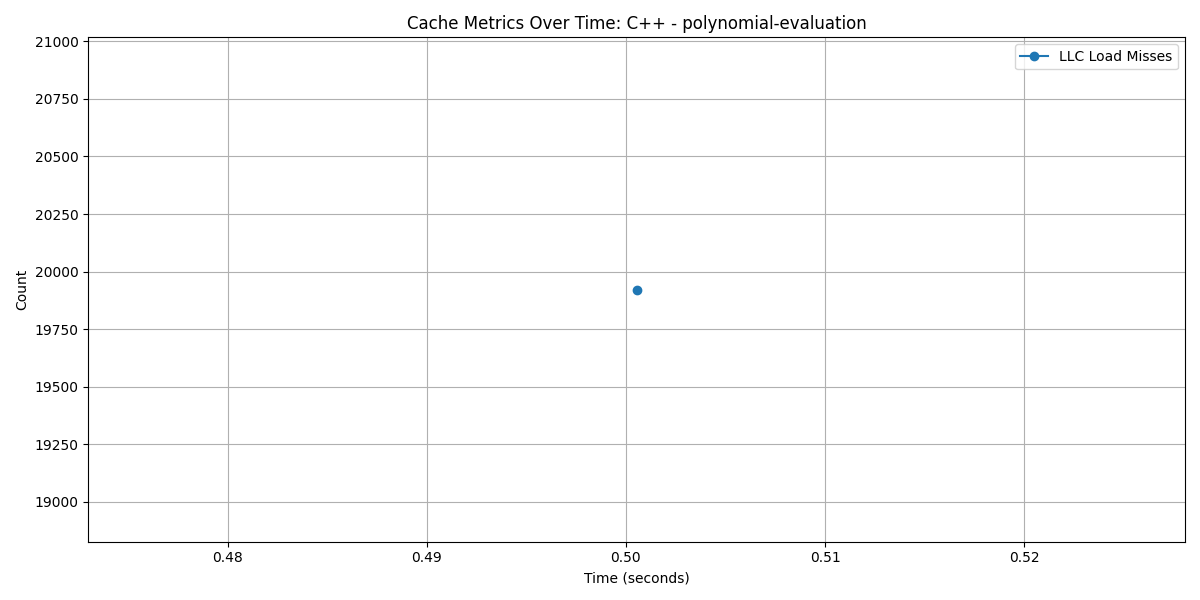 Cache Metrics Over Time: C++ - polynomial-evaluation
LLC Load Misses
Count
21000
20750
20500
20250
20000
19750
19500
19250
19000
0.48 0.49 0.50 0.51 0.52
Time (seconds)